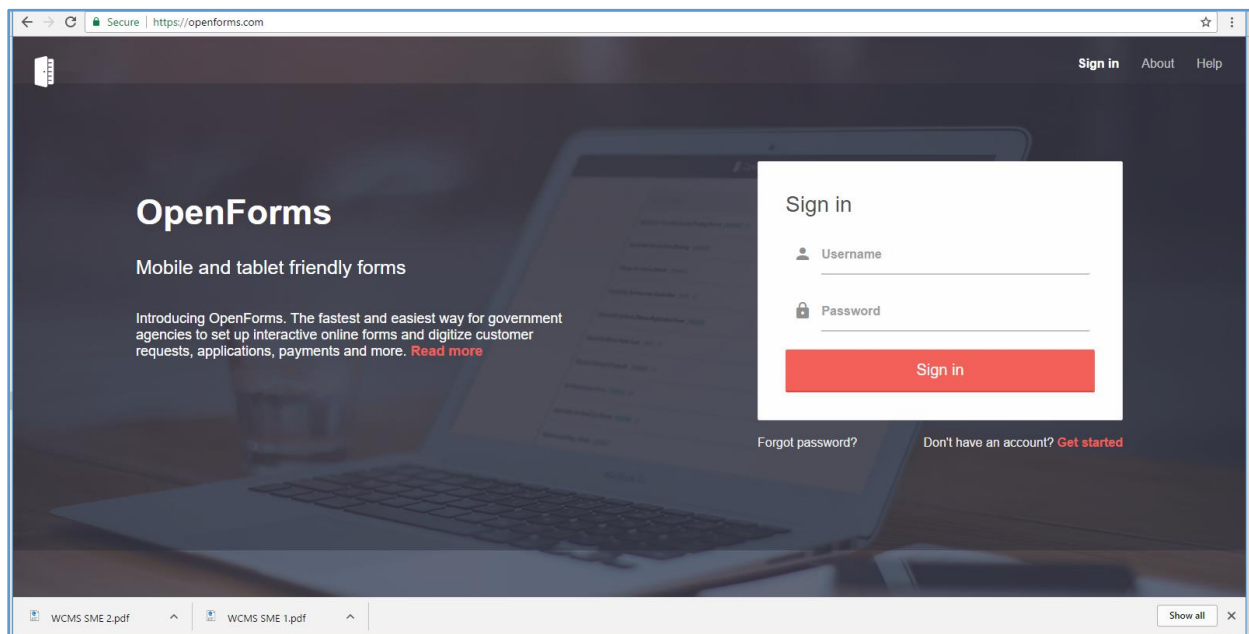 Secure | https://openforms.com
Sign in About Help
OpenForms
Mobile and tablet friendly forms
Introducing OpenForms. The fastest and easiest way for government
agencies to set up interactive online forms and digitize customer
requests, applications, payments and more. Read more
Sign in
Username
Password
Sign in
Forgot password? Don't have an account? Get started
WCMS SME 2.pdf WCMS SME 1.pdf Show all